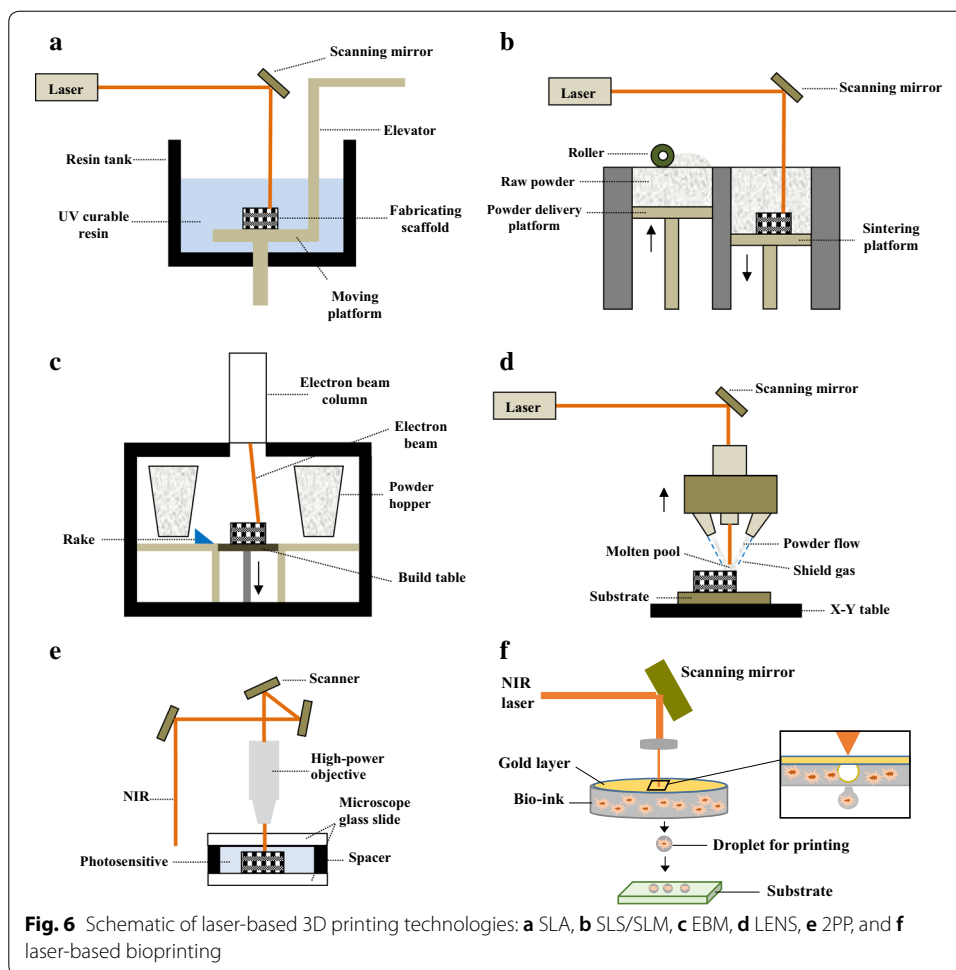 a
Scanning mirror
Laser
Elevator
Resin tank
UV curable
resin
Fabricating
scaffold
Moving
platform
b
Laser
Scanning mirror
Roller
Raw powder
Powder delivery
platform
Sintering
platform
c
Electron beam
column
Electron
beam
Powder
hopper
Rake
Build table
d
Scanning mirror
Laser
Powder flow
Molten pool
Shield gas
Substrate
X-Y table
e
Scanner
High-power
objective
NIR
Microscope
glass slide
Photosensitive
Spacer
f
Scanning mirror
NIR
laser
Gold layer
Bio-ink
Droplet for printing
Substrate
Fig. 6 Schematic of laser-based 3D printing technologies: a SLA, b SLS/SLM, c EBM, d LENS, e 2PP, and f
laser-based bioprinting